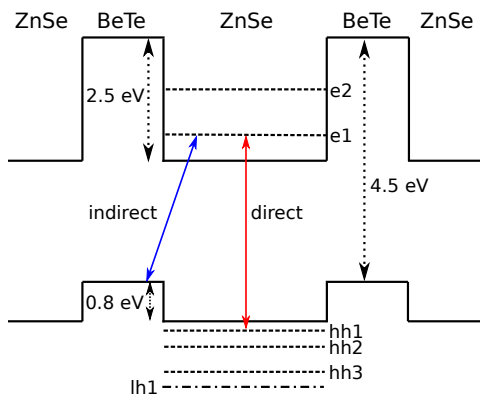 ZnSe BeTe ZnSe BeTe ZnSe
e2
2.5 eV
e1
4.5 eV
indirect direct
0.8 eV
hh1
hh2
hh3
lh1